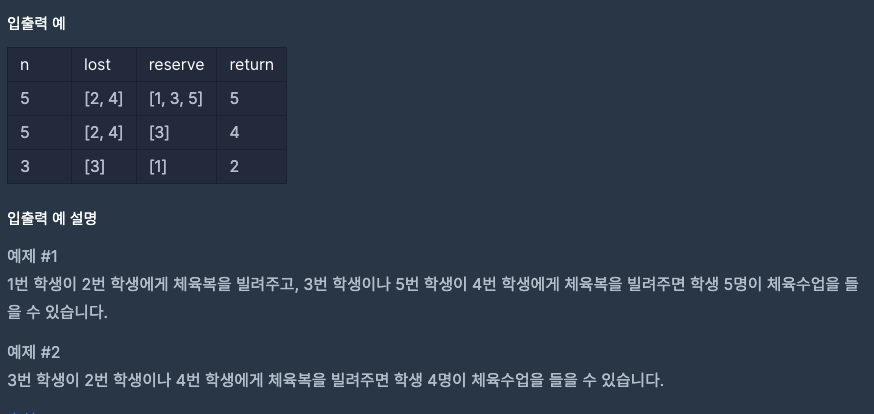 입출력 예
n lost reserve return
5 [2, 4] [1, 3, 5] 5
5 [2, 4] [3] 4
3 [3] [1] 2
입출력 예 설명
예제 #1
1번 학생이 2번 학생에게 체육복을 빌려주고, 3번 학생이나 5번 학생이 4번 학생에게 체육복을 빌려주면 학생 5명이 체육수업을 들
을 수 있습니다.
예제 #2
3번 학생이 2번 학생이나 4번 학생에게 체육복을 빌려주면 학생 4명이 체육수업을 들을 수 있습니다.